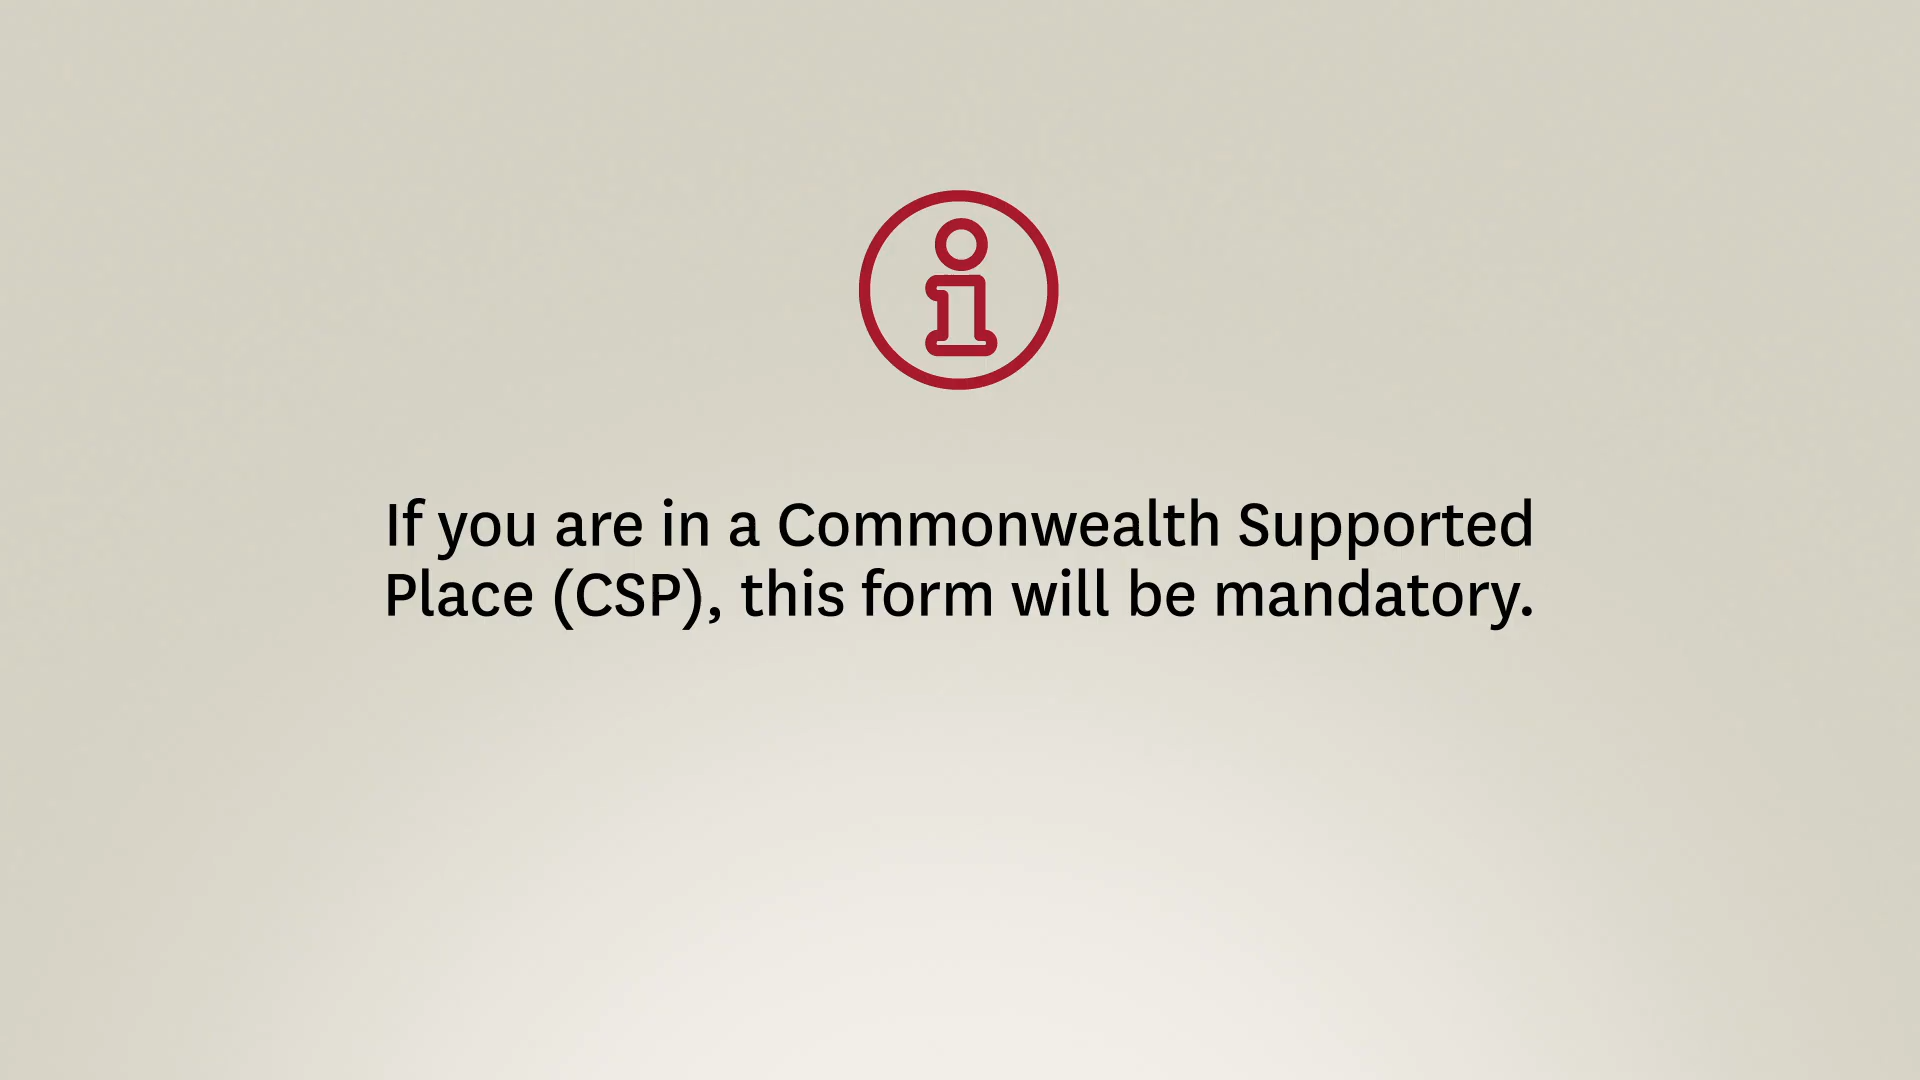 If you are in a Commonwealth Supported
Place (CSP), this form will be mandatory.